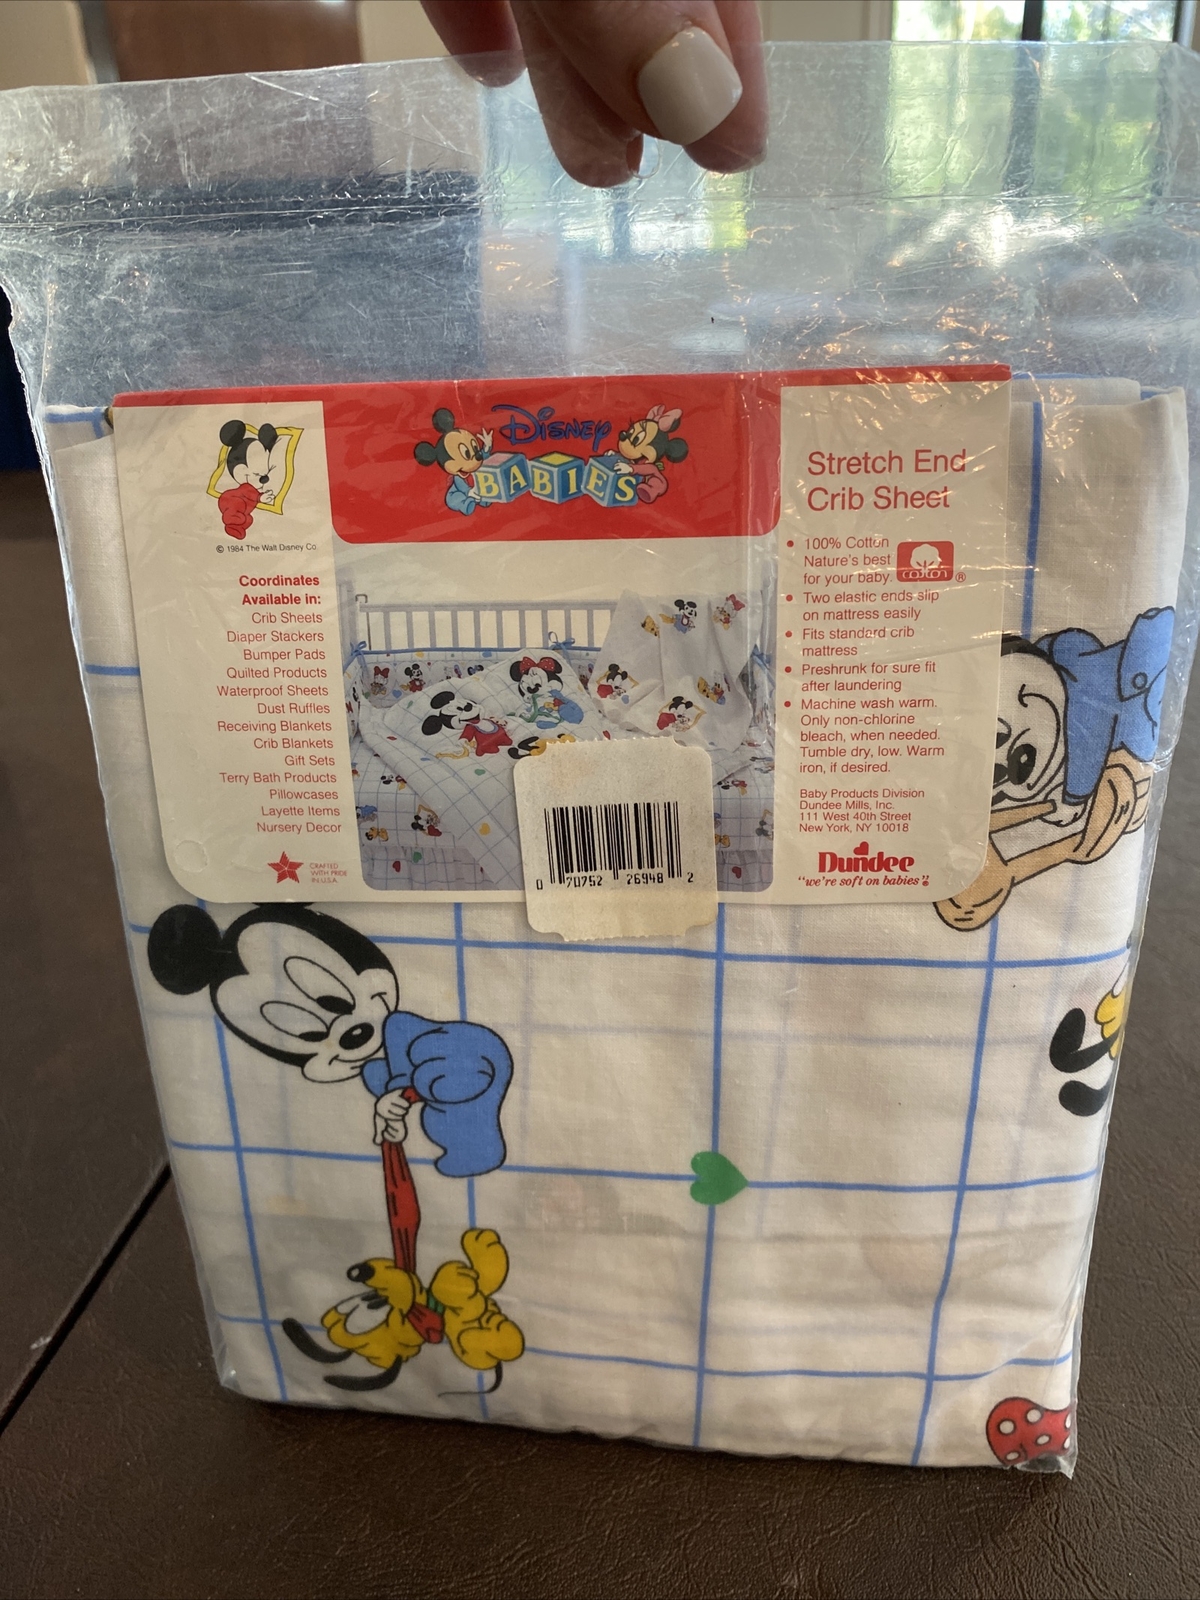 Disney
BABIES
© 1984 The Walt Disney Co.
Coordinates
Available in:
Crib Sheets
Diaper Stackers
Bumper Pads
Quilted Products
Waterproof Sheets
Dust Ruffles
Receiving Blankets
Crib Blankets
Gift Sets
Terry Bath Products
Pillowcases
Layette Items
Nursery Decor
CRAFTED
WITH PRIDE
IN U.S.A.
0 70752 26948 2
Stretch End
Crib Sheet
• 100% Cotton
Nature's best
for your baby.
cotton ®
• Two elastic ends slip
on mattress easily
• Fits standard crib
mattress
• Preshrunk for sure fit
after laundering
• Machine wash warm.
Only non-chlorine
bleach, when needed.
Tumble dry, low. Warm
iron, if desired.
Baby Products Division
Dundee Mills, Inc.
111 West 40th Street
New York, NY 10018
Dundee
"we're soft on babies"®